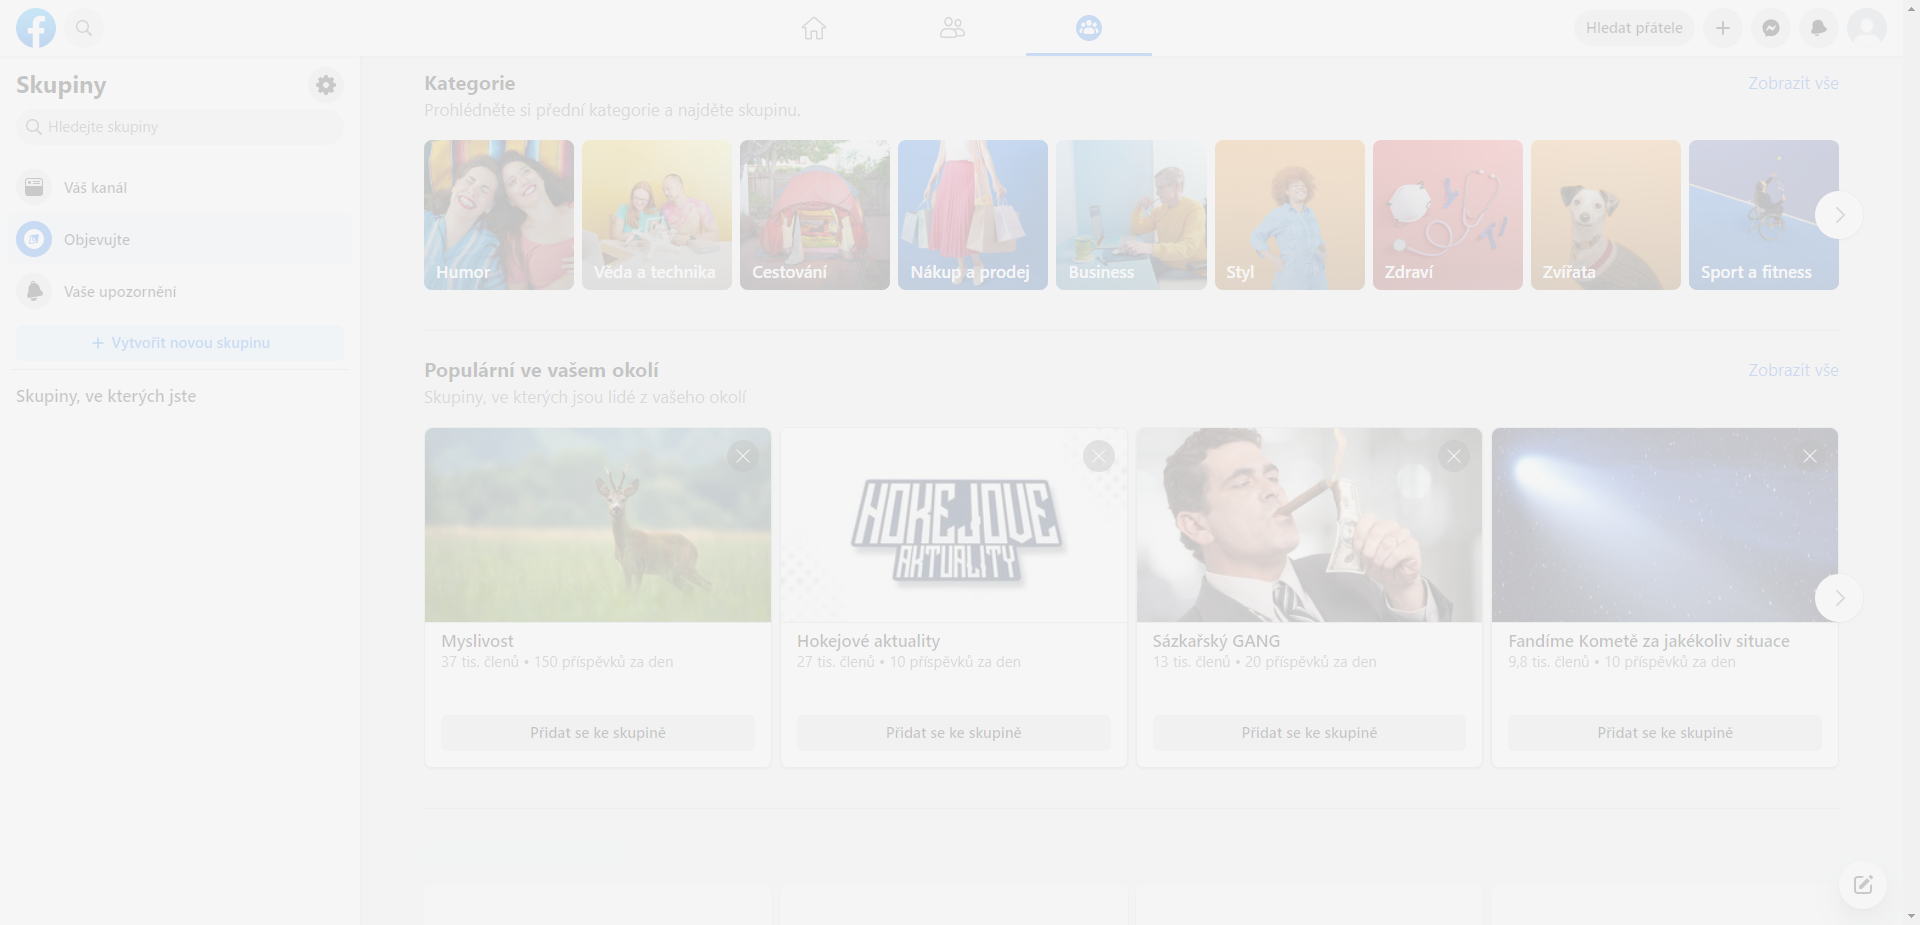 Hledat přátele
Skupiny
Hledejte skupiny
Váš kanál
Objevujte
Vaše upozornění
Vytvořit novou skupinu
Skupiny, ve kterých jste
Kategorie
Zobrazit vše
Prohlédněte si přední kategorie a najděte skupinu.
Humor
Věda a technika
Cestování
Nákup a prodej
Business
Styl
Zdraví
Zvířata
Sport a fitness
Populární ve vašem okolí
Zobrazit vše
Skupiny, ve kterých jsou lidé z vašeho okolí
HOKEJOVÉ
AKTUALITY
Myslivost
37 tis. členů • 150 příspěvků za den
Přidat se ke skupině
Hokejové aktuality
27 tis. členů • 10 příspěvků za den
Přidat se ke skupině
Sázkařský GANG
13 tis. členů • 20 příspěvků za den
Přidat se ke skupině
Fandíme Kometě za jakékoliv situace
9,8 tis. členů • 10 příspěvků za den
Přidat se ke skupině